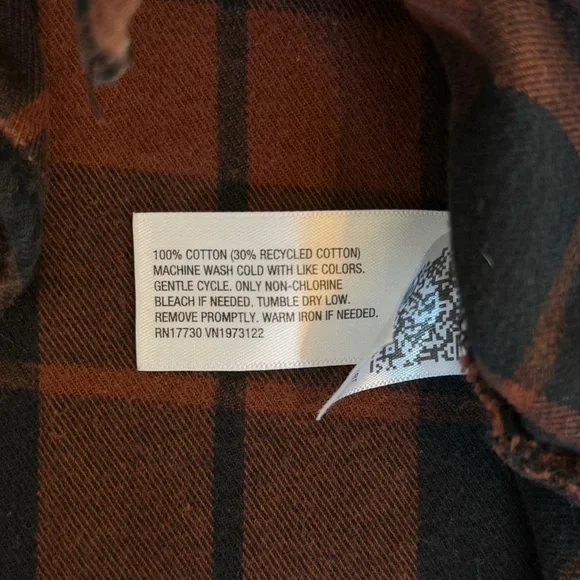 100% COTTON (30% RECYCLED COTTON)
MACHINE WASH COLD WITH LIKE COLORS.
GENTLE CYCLE. ONLY NON-CHLORINE
BLEACH IF NEEDED. TUMBLE DRY LOW.
REMOVE PROMPTLY. WARM IRON IF NEEDED.
RN17730 VN1973122